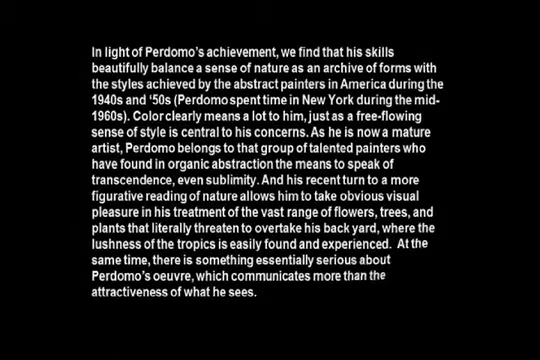 In light of Perdomo's achievement, we find that his skills
beautifully balance a sense of nature as an archive of forms with
the styles achieved by the abstract painters in America during the
1940s and '50s (Perdomo spent time in New York during the mid-
1960s). Color clearly means a lot to him, just as a free-flowing
sense of style is central to his concerns. As he is now a mature
artist, Perdomo belongs to that group of talented painters who
have found in organic abstraction the means to speak of
transcendence, even sublimity. And his recent turn to a more
figurative reading of nature allows him to take obvious visual
pleasure in his treatment of the vast range of flowers, trees, and
plants that literally threaten to overtake his back yard, where the
lushness of the tropics is easily found and experienced. At the
same time, there is something essentially serious about
Perdomo's oeuvre, which communicates more than the
attractiveness of what he sees.